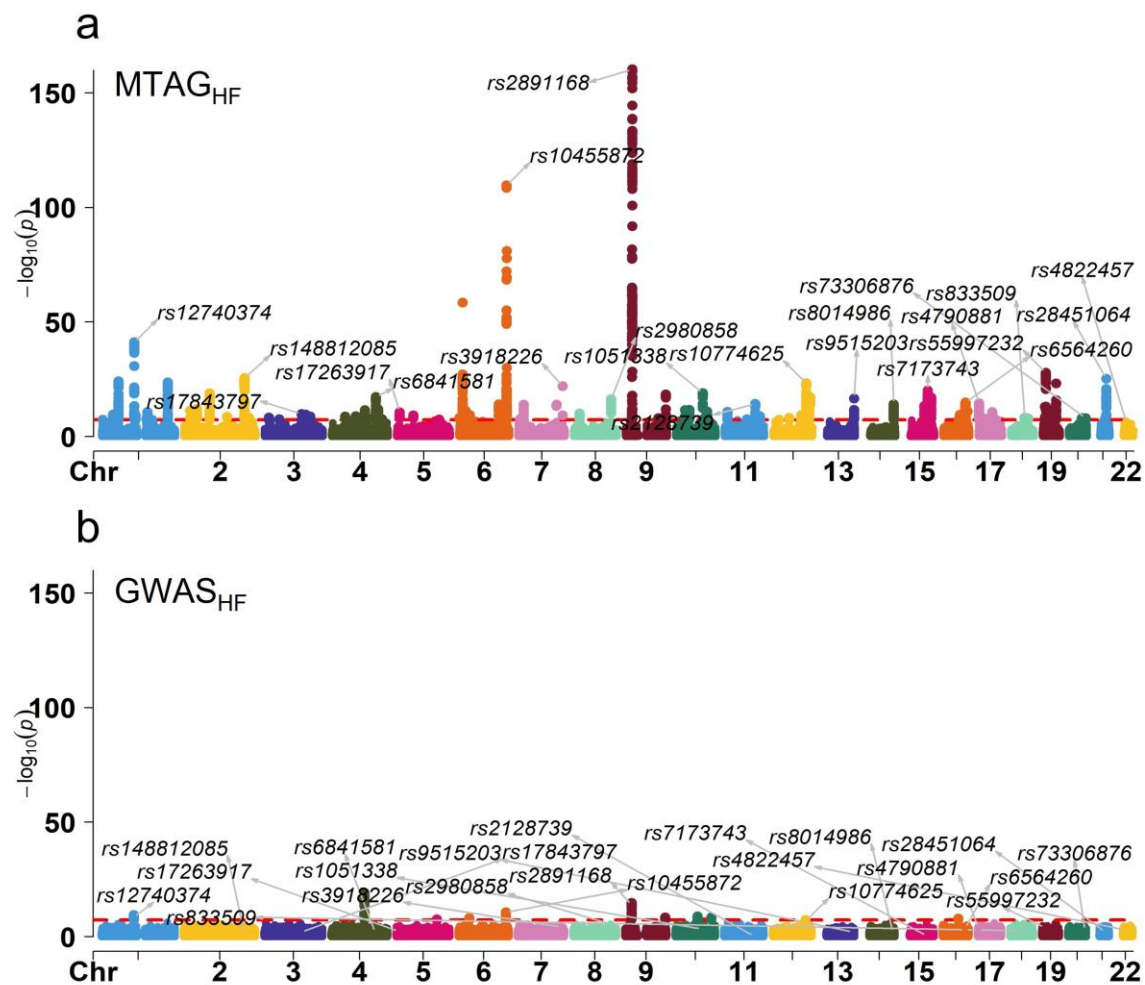 a
MTAG_HF
150
rs2891168
rs10455872
100
−log10(p)
rs4822457
rs73306876
rs833509
50
rs12740374
rs8014986
rs4790881
rs28451064
rs2980858
rs148812085
rs9515203
rs55997232
rs6564260
rs3918226
rs1051338
rs10774625
rs17263917
rs6841581
rs7173743
rs17843797
rs2128739
0
Chr 2 3 4 5 6 7 8 9 11 12 13 15 17 19 22
b
GWAS_HF
150
100
−log10(p)
50
rs2128739
rs7173743
rs8014986
rs148812085
rs6841581
rs9515203
rs17843797
rs28451064
rs73306876
rs17263917
rs1051338
rs2891168
rs4822457
rs4790881
rs6564260
rs12740374
rs3918226
rs2980858
rs10455872
rs10774625
rs55997232
rs833509
0
Chr 2 3 4 5 6 7 8 9 11 12 13 15 17 19 22